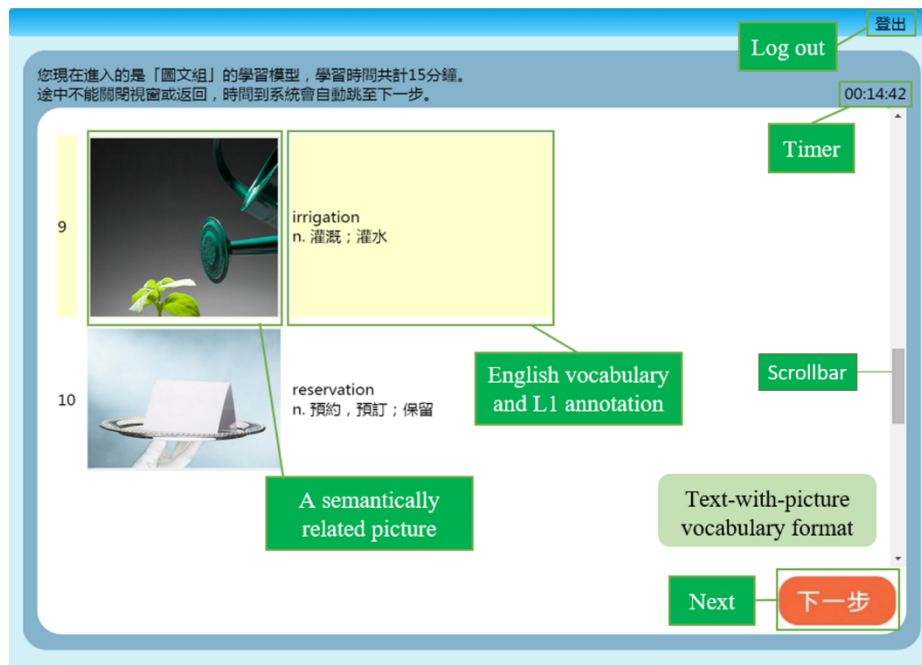 登出
Log out
您現在進入的是「圖文組」的學習模型，學習時間共計15分鐘。
途中不能關閉視窗或返回，時間到系統會自動跳至下一步。
00:14:42
Timer
9
irrigation
n. 灌溉；灌水
English vocabulary
and L1 annotation
Scrollbar
10
reservation
n. 預約，預訂；保留
A semantically
related picture
Text-with-picture
vocabulary format
Next
下一步